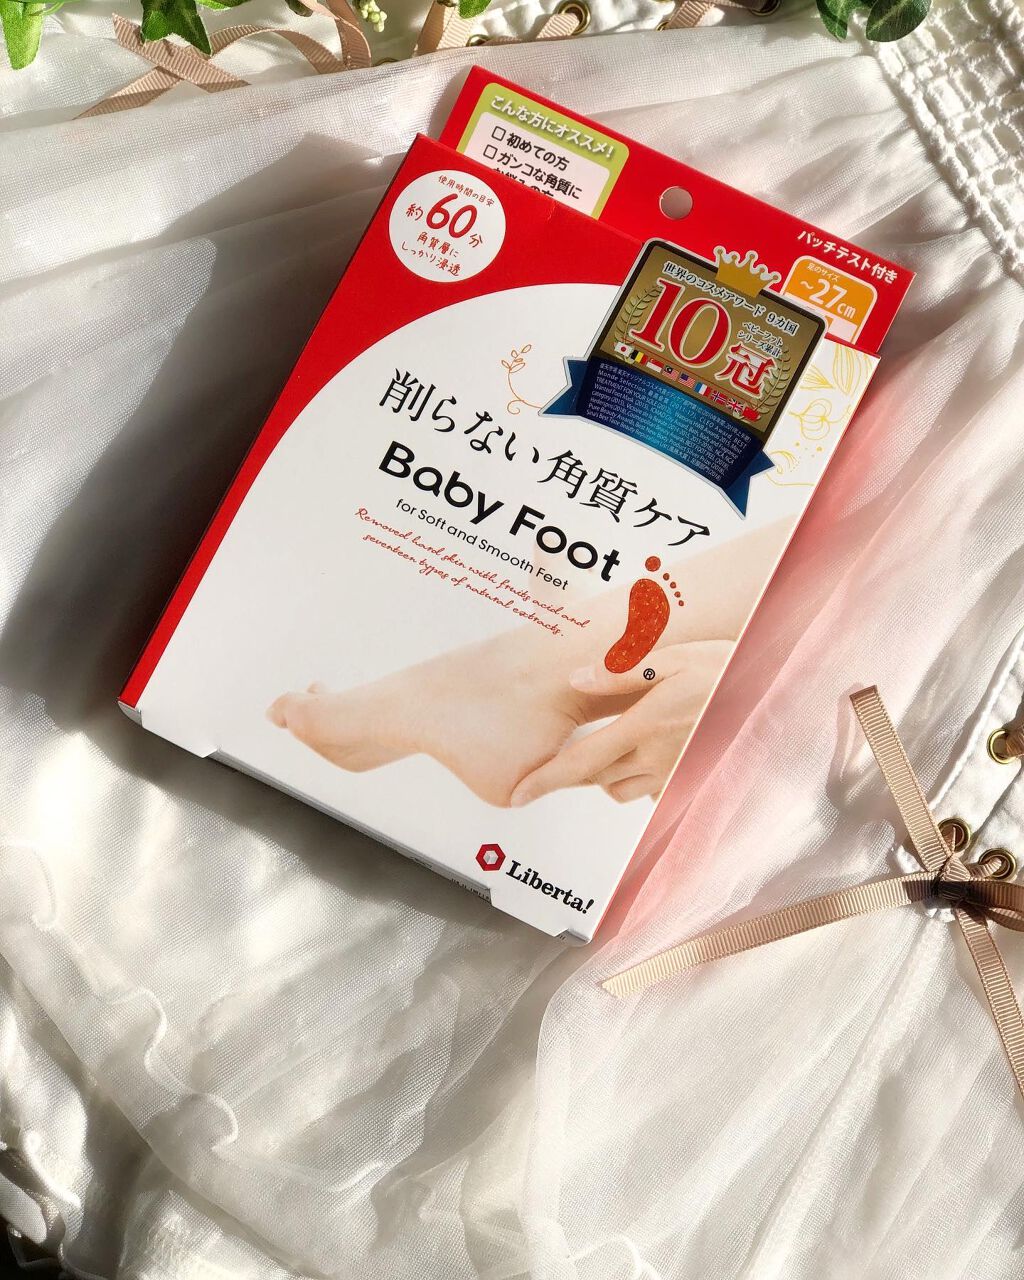 こんな方にオススメ!
□ 初めての方
□ ガンコな角質に
パッチテスト付き
足のサイズ
~27cm
使用時間の目安
約60分
角質層に
しっかり浸透
世界のコスメアワード 9カ国
10冠
ベビーフット
シリーズ累計
削らない角質ケア
Baby Foot
for Soft and Smooth Feet
Removed hard skin with fruits acid and
seventeen types of natural extracts.
®
Liberta!